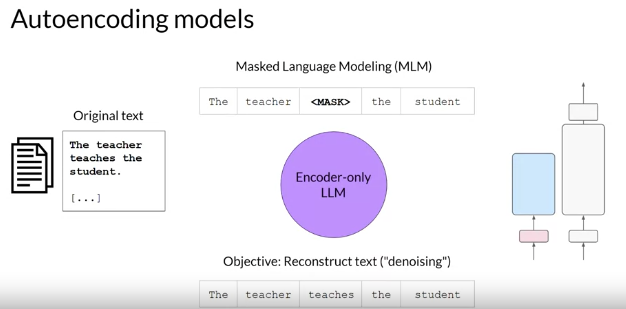 Autoencoding models
Masked Language Modeling (MLM)
The teacher <MASK> the student
Original text
The teacher
teaches the
student.
[...]
Encoder-only
LLM
Objective: Reconstruct text ("denoising")
The teacher teaches the student